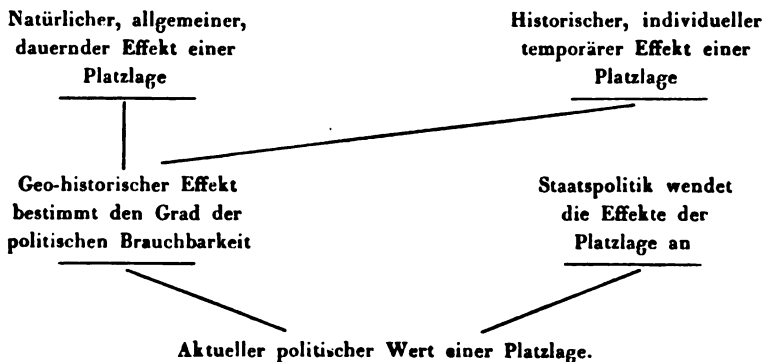 Natürlicher, allgemeiner,
dauernder Effekt einer
Platzlage
Historischer, individueller
temporärer Effekt einer
Platzlage
Geo-historischer Effekt
bestimmt den Grad der
politischen Brauchbarkeit
Staatspolitik wendet
die Effekte der
Platzlage an
Aktueller politischer Wert einer Platzlage.